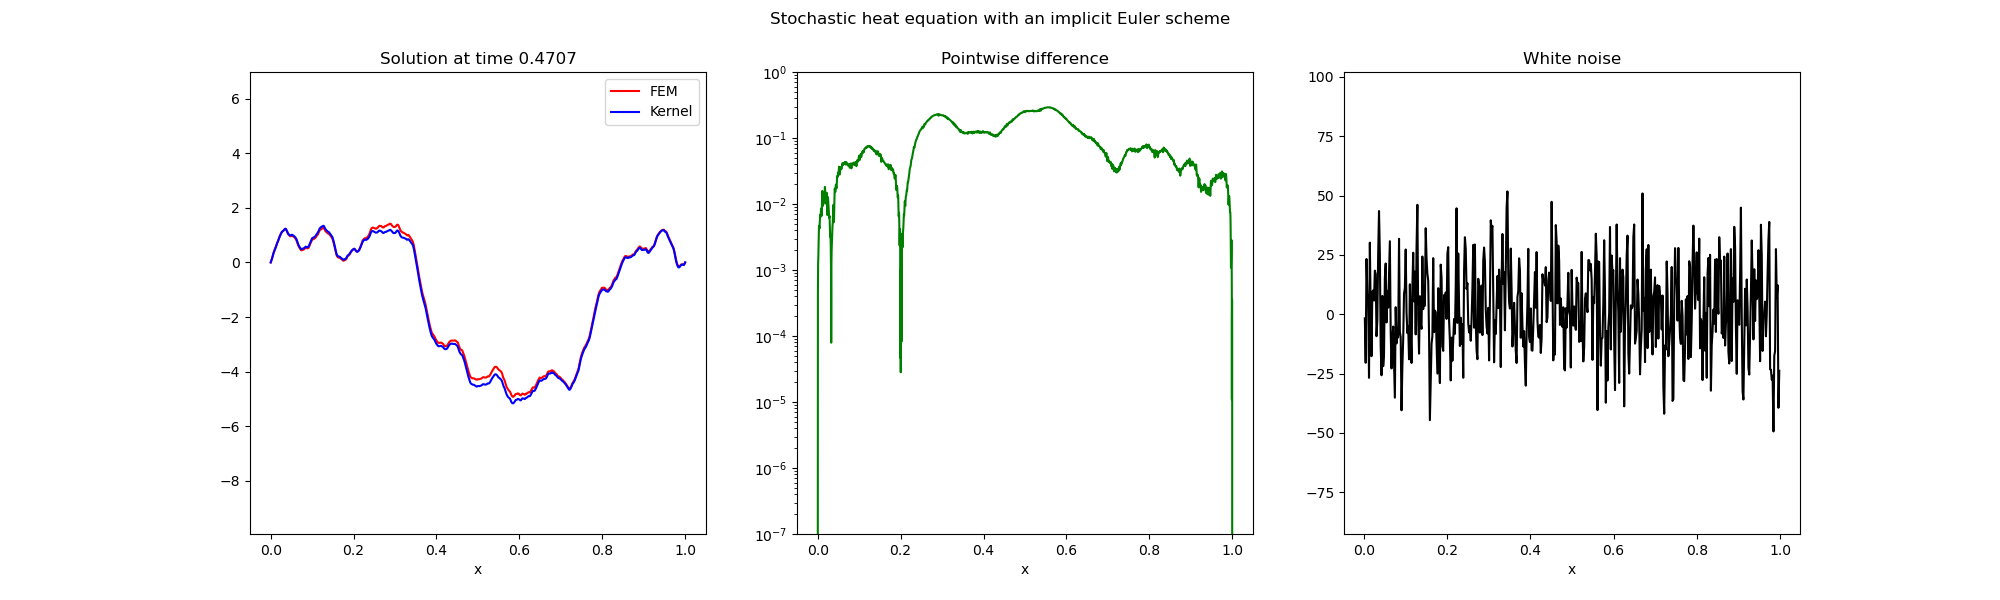 Stochastic heat equation with an implicit Euler scheme
Solution at time 0.4707
FEM
Kernel
6
4
2
0
−2
−4
−6
−8
0.0 0.2 0.4 0.6 0.8 1.0
x
Pointwise difference
10⁰
10⁻¹
10⁻²
10⁻³
10⁻⁴
10⁻⁵
10⁻⁶
10⁻⁷
0.0 0.2 0.4 0.6 0.8 1.0
x
White noise
100
75
50
25
0
−25
−50
−75
0.0 0.2 0.4 0.6 0.8 1.0
x